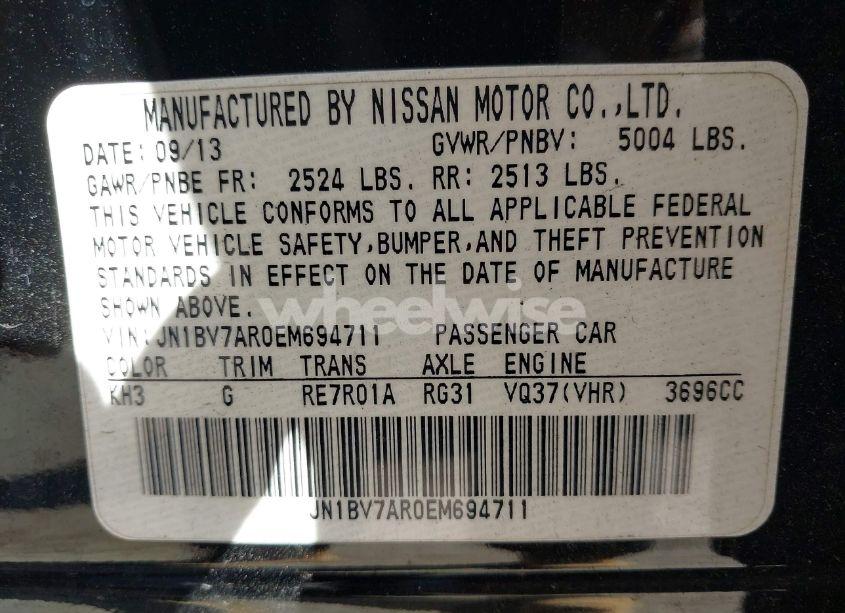 MANUFACTURED BY NISSAN MOTOR CO.,LTD.
DATE: 09/13 GVWR/PNBV: 5004 LBS.
GAWR/PNBE FR: 2524 LBS. RR: 2513 LBS.
THIS VEHICLE CONFORMS TO ALL APPLICABLE FEDERAL
MOTOR VEHICLE SAFETY,BUMPER,AND THEFT PREVENTION
STANDARDS IN EFFECT ON THE DATE OF MANUFACTURE
SHOWN ABOVE.
wheelwise
VIN:JN1BV7AR0EM694711 PASSENGER CAR
COLOR TRIM TRANS AXLE ENGINE
KH3 G RE7R01A RG31 VQ37(VHR) 3696CC
JN1BV7AR0EM694711